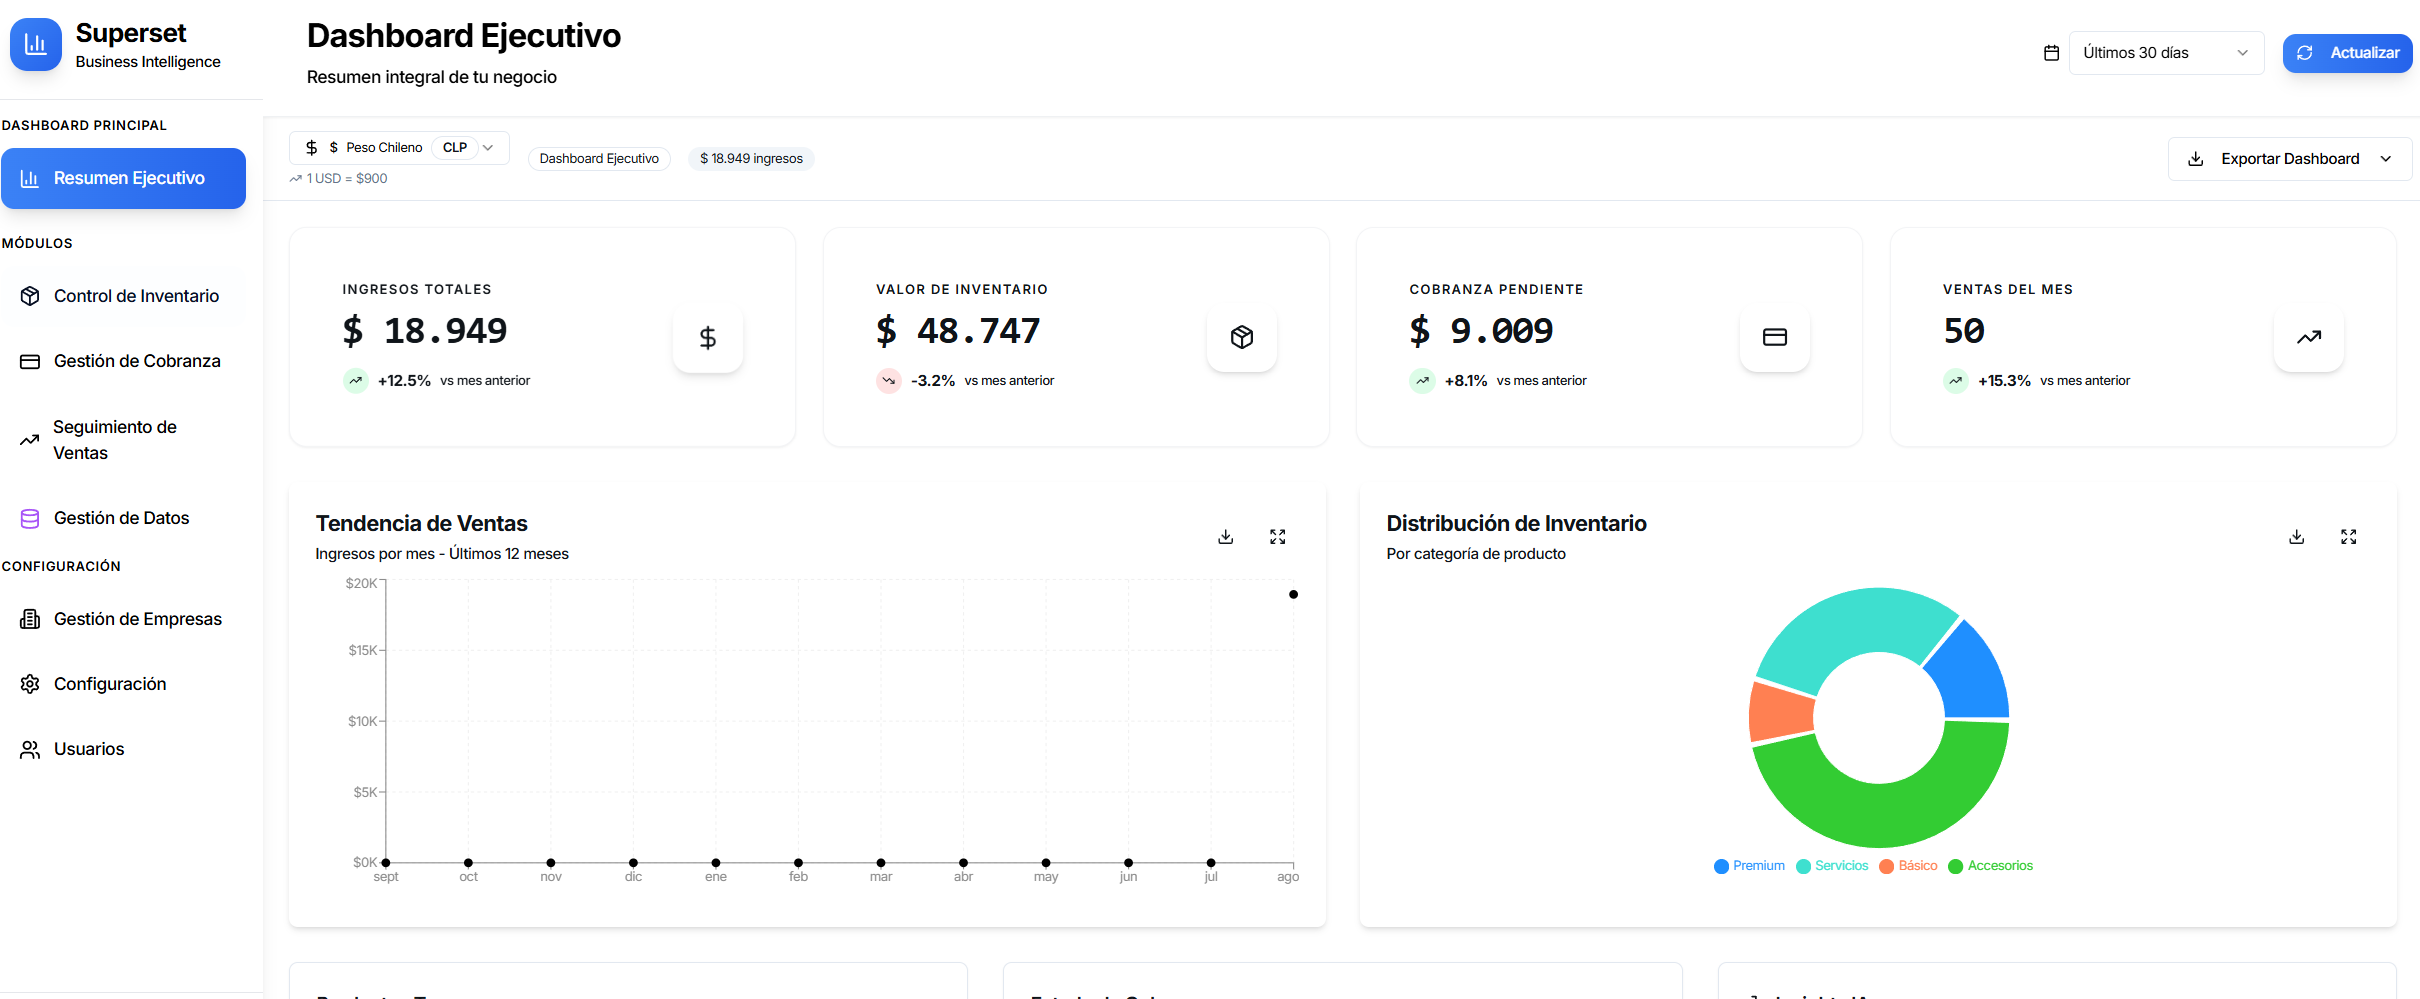 Superset
Business Intelligence
Dashboard Ejecutivo
Resumen integral de tu negocio
Últimos 30 días
Actualizar
DASHBOARD PRINCIPAL
Resumen Ejecutivo
MÓDULOS
Control de Inventario
Gestión de Cobranza
Seguimiento de
Ventas
Gestión de Datos
CONFIGURACIÓN
Gestión de Empresas
Configuración
Usuarios
$ Peso Chileno CLP
1 USD = $900
Dashboard Ejecutivo
$ 18.949 ingresos
Exportar Dashboard
INGRESOS TOTALES
$ 18.949
+12.5% vs mes anterior
VALOR DE INVENTARIO
$ 48.747
-3.2% vs mes anterior
COBRANZA PENDIENTE
$ 9.009
+8.1% vs mes anterior
VENTAS DEL MES
50
+15.3% vs mes anterior
Tendencia de Ventas
Ingresos por mes - Últimos 12 meses
$20K
$15K
$10K
$5K
$0K
sept oct nov dic ene feb mar abr may jun jul ago
Distribución de Inventario
Por categoría de producto
Premium Servicios Básico Accesorios